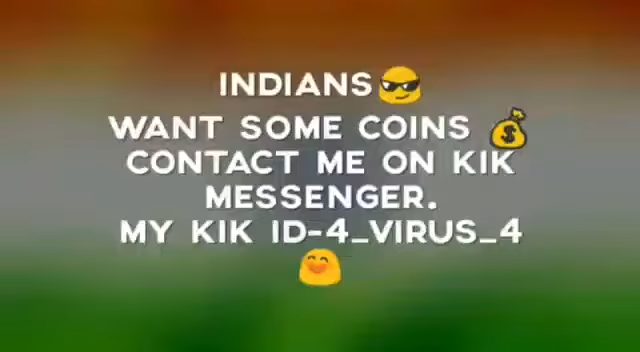 INDIANS😎
WANT SOME COINS 💰
CONTACT ME ON KIK
MESSENGER.
MY KIK ID-4_VIRUS_4
😊